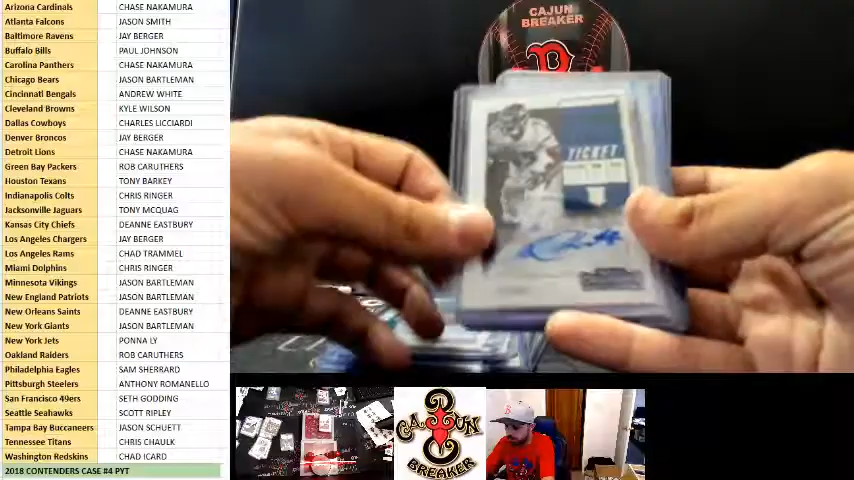 Arizona Cardinals CHASE NAKAMURA
Atlanta Falcons JASON SMITH
Baltimore Ravens JAY BERGER
Buffalo Bills PAUL JOHNSON
Carolina Panthers CHASE NAKAMURA
Chicago Bears JASON BARTLEMAN
Cincinnati Bengals ANDREW WHITE
Cleveland Browns KYLE WILSON
Dallas Cowboys CHARLES LICCIARDI
Denver Broncos JAY BERGER
Detroit Lions CHASE NAKAMURA
Green Bay Packers ROB CARUTHERS
Houston Texans TONY BARKEY
Indianapolis Colts CHRIS RINGER
Jacksonville Jaguars TONY MCQUAG
Kansas City Chiefs DEANNE EASTBURY
Los Angeles Chargers JAY BERGER
Los Angeles Rams CHAD TRAMMEL
Miami Dolphins CHRIS RINGER
Minnesota Vikings JASON BARTLEMAN
New England Patriots JASON BARTLEMAN
New Orleans Saints DEANNE EASTBURY
New York Giants JASON BARTLEMAN
New York Jets PONNA LY
Oakland Raiders ROB CARUTHERS
Philadelphia Eagles SAM SHERRARD
Pittsburgh Steelers ANTHONY ROMANELLO
San Francisco 49ers SETH GODDING
Seattle Seahawks SCOTT RIPLEY
Tampa Bay Buccaneers JASON SCHUETT
Tennessee Titans CHRIS CHAULK
Washington Redskins CHAD ICARD
2018 CONTENDERS CASE #4 PYT
CAJUN
BREAKER
B
TICKET
CAJUN
BREAKER